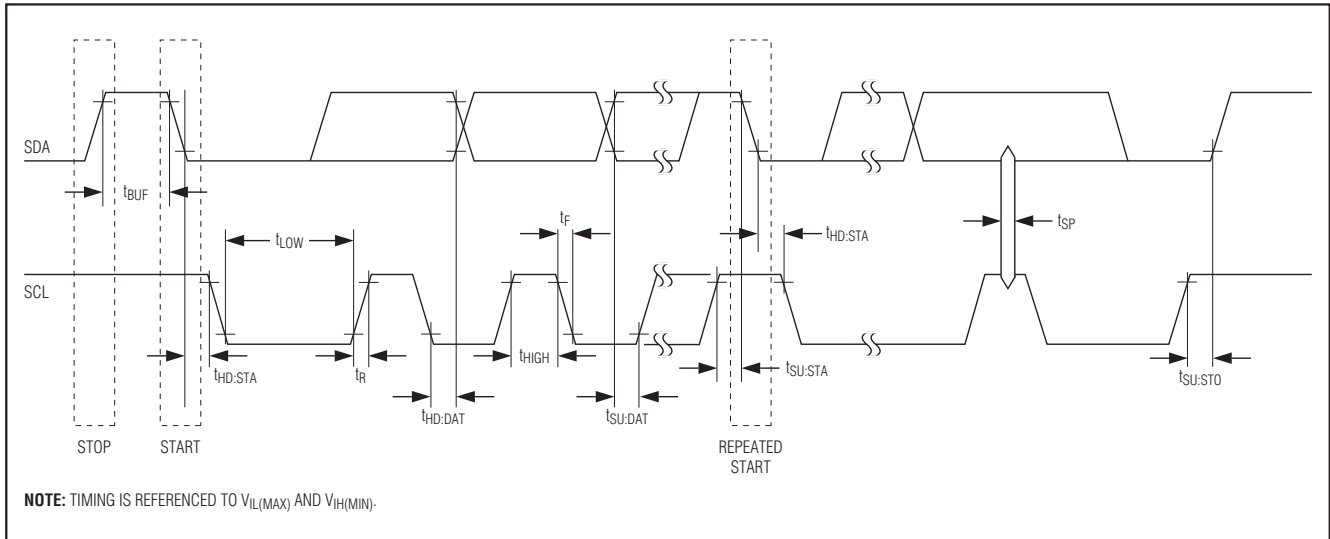 SDA
tBUF
tF
tSP
tLOW
tHD:STA
SCL
tHD:STA
tR
tHIGH
tSU:STA
tSU:STO
tHD:DAT
tSU:DAT
STOP
START
REPEATED
START
NOTE: TIMING IS REFERENCED TO VIL(MAX) AND VIH(MIN).